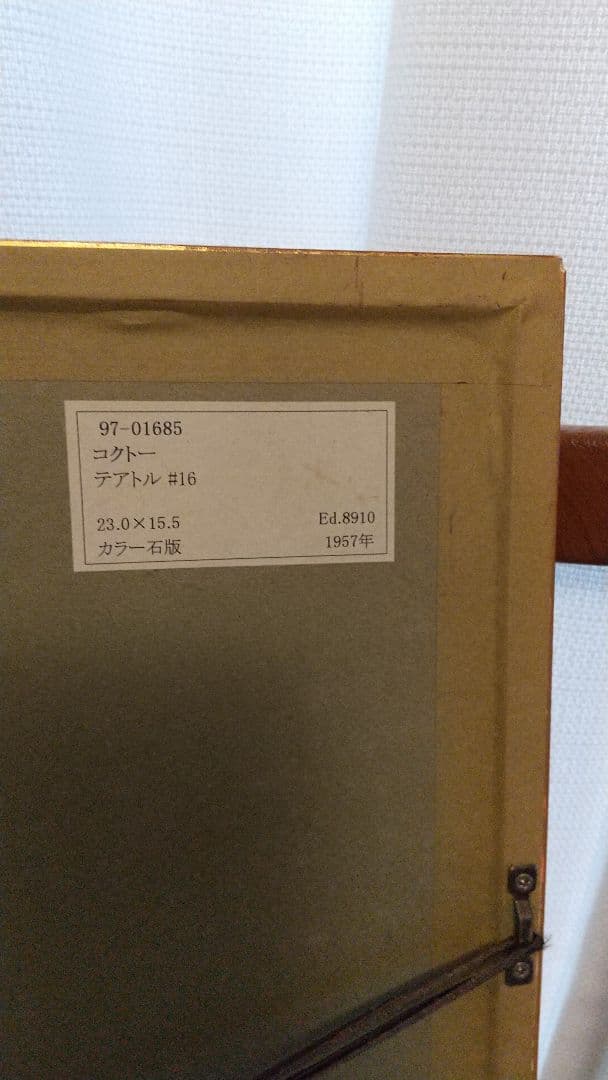 97-01685
コクトー
テアトル #16
23.0×15.5
Ed.8910
カラー石版
1957年